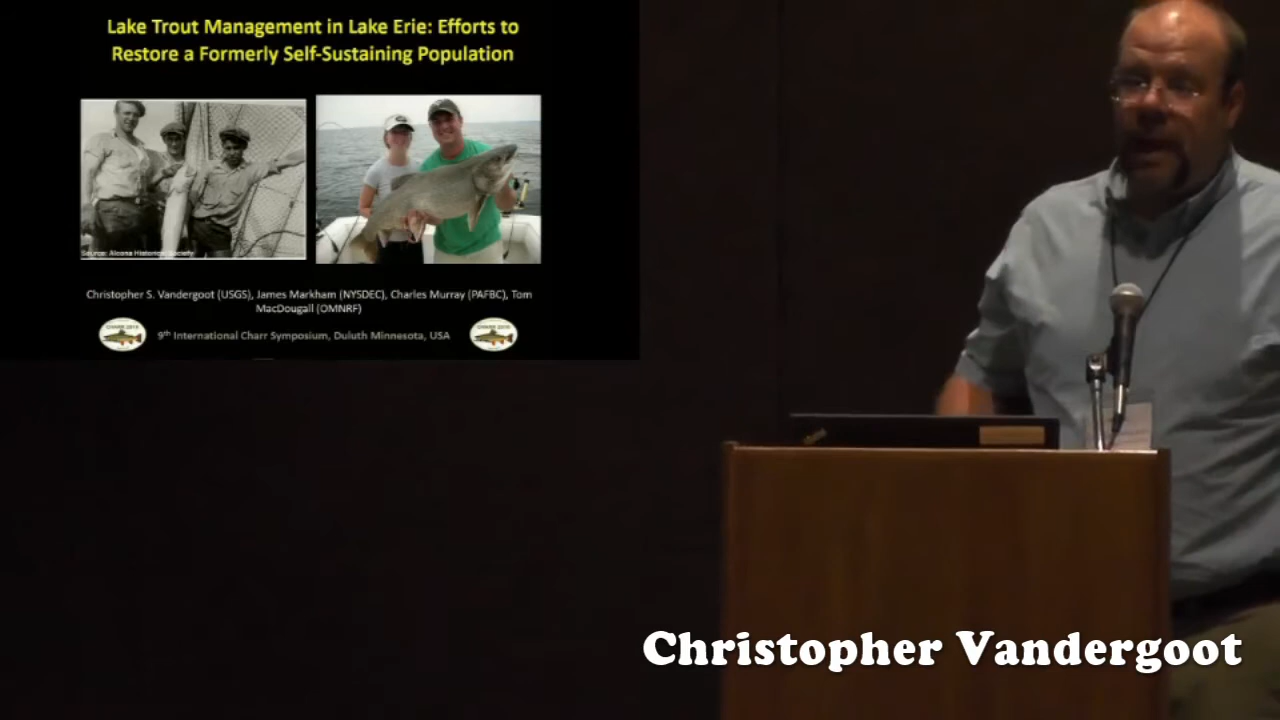 Lake Trout Management in Lake Erie: Efforts to
Restore a Formerly Self-Sustaining Population
Source: Alcona Historical Society
Christopher S. Vandergoot (USGS), James Markham (NYSDEC), Charles Murray (PAFBC), Tom
MacDougall (OMNRF)
9th International Charr Symposium, Duluth Minnesota, USA
Christopher Vandergoot